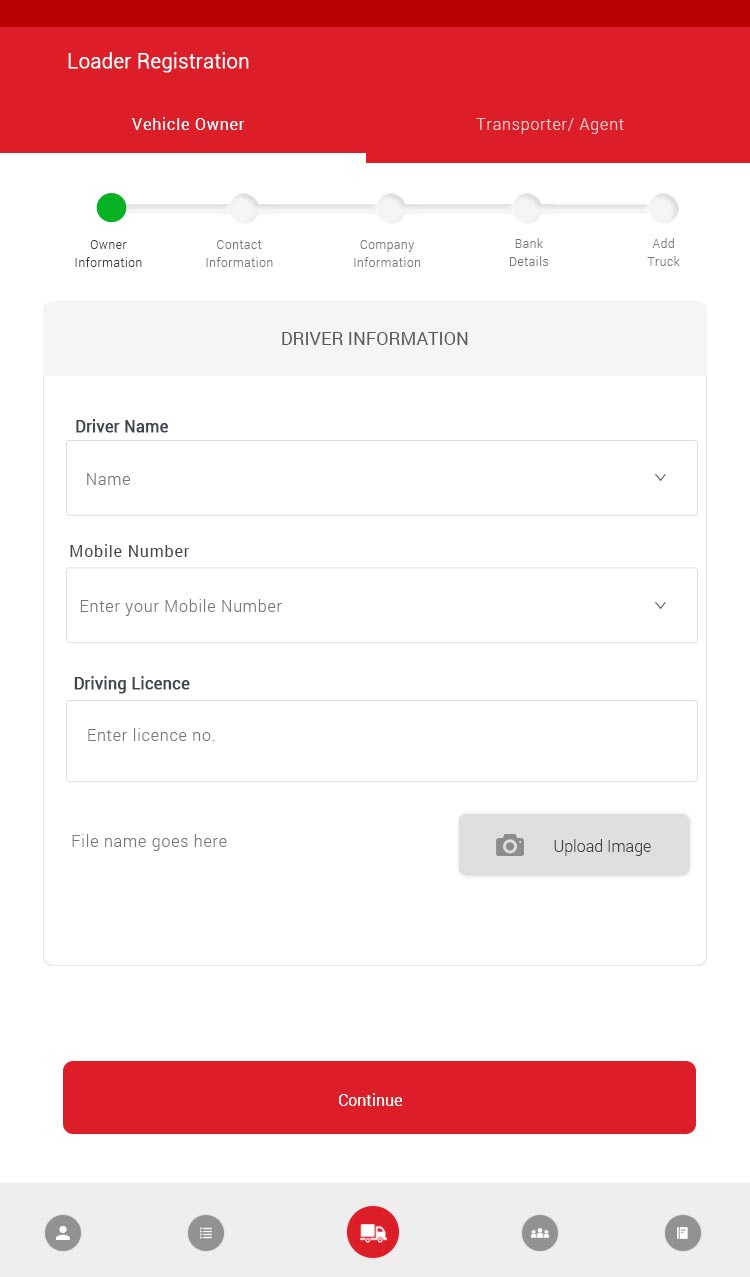 Loader Registration
Vehicle Owner
Transporter/ Agent
Owner
Information
Contact
Information
Company
Information
Bank
Details
Add
Truck
DRIVER INFORMATION
Driver Name
Name
Mobile Number
Enter your Mobile Number
Driving Licence
Enter licence no.
File name goes here
Upload Image
Continue